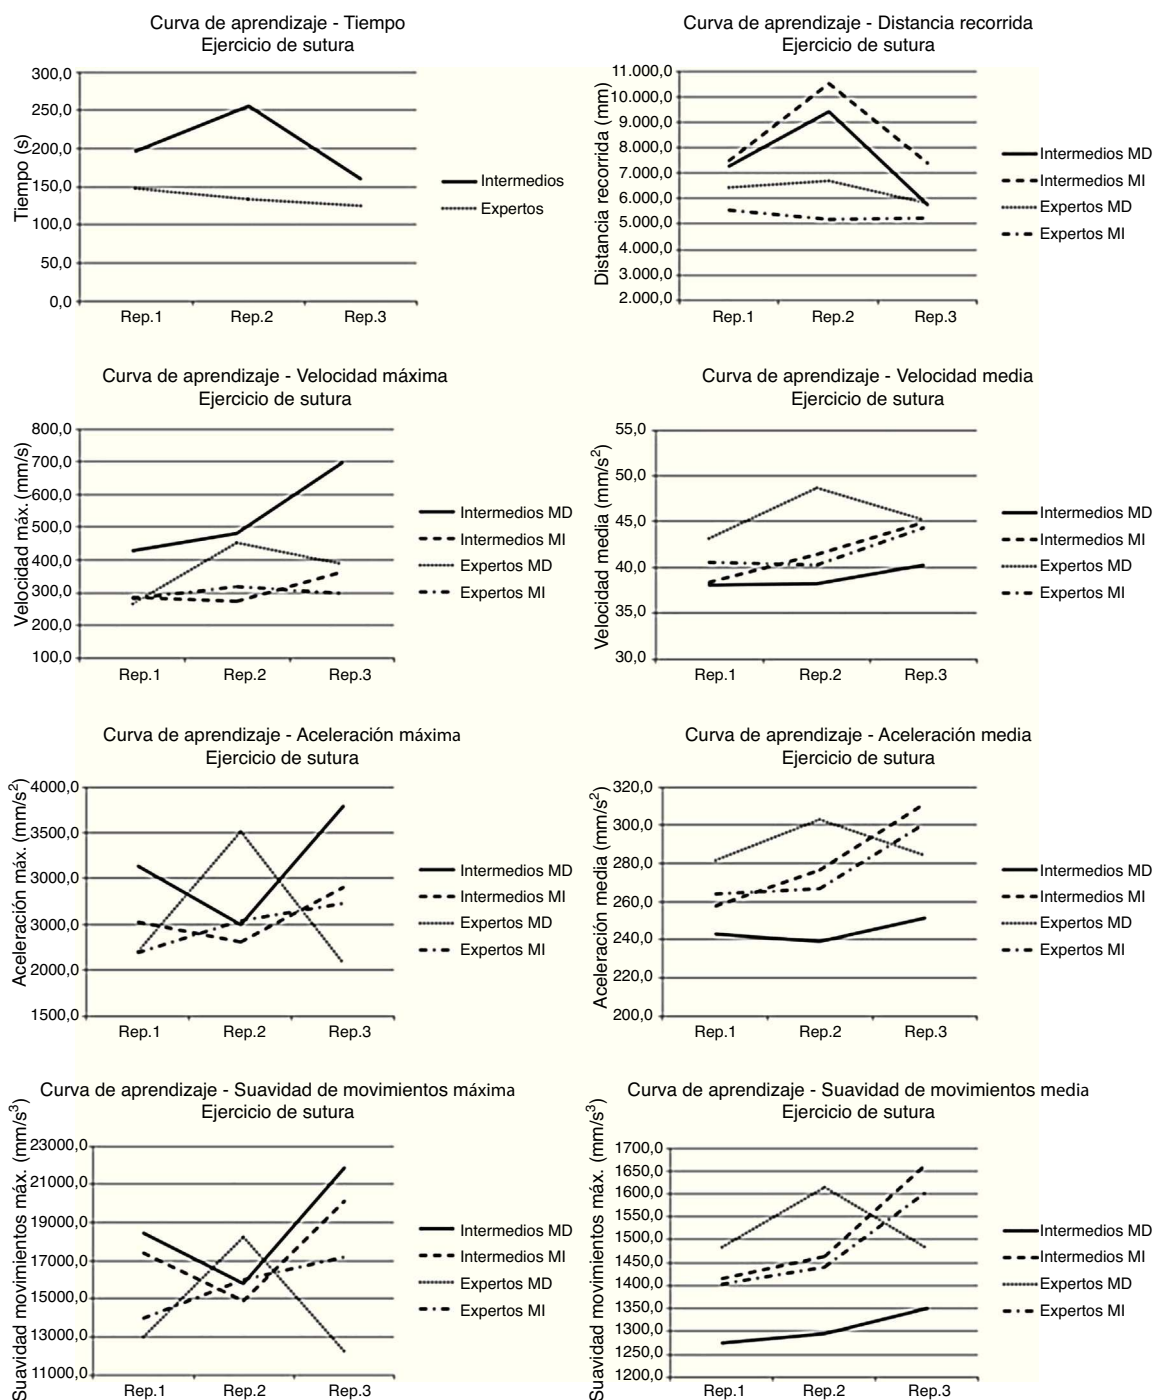 Curva de aprendizaje - Tiempo
Ejercicio de sutura
300,0
250,0
200,0
150,0
100,0
50,0
0,0
Tiempo (s)
Rep.1 Rep.2 Rep.3
Intermedios
Expertos
Curva de aprendizaje - Distancia recorrida
Ejercicio de sutura
11.000,0
10.000,0
9.000,0
8.000,0
7.000,0
6.000,0
5.000,0
4.000,0
3.000,0
2.000,0
Distancia recorrida (mm)
Rep.1 Rep.2 Rep.3
Intermedios MD
Intermedios MI
Expertos MD
Expertos MI
Curva de aprendizaje - Velocidad máxima
Ejercicio de sutura
800,0
700,0
600,0
500,0
400,0
300,0
200,0
100,0
Velocidad máx. (mm/s)
Rep.1 Rep.2 Rep.3
Intermedios MD
Intermedios MI
Expertos MD
Expertos MI
Curva de aprendizaje - Velocidad media
Ejercicio de sutura
55,0
50,0
45,0
40,0
35,0
30,0
Velocidad media (mm/s²)
Rep.1 Rep.2 Rep.3
Intermedios MD
Intermedios MI
Expertos MD
Expertos MI
Curva de aprendizaje - Aceleración máxima
Ejercicio de sutura
4000,0
3500,0
3000,0
3000,0
2000,0
1500,0
Aceleración máx. (mm/s²)
Rep.1 Rep.2 Rep.3
Intermedios MD
Intermedios MI
Expertos MD
Expertos MI
Curva de aprendizaje - Aceleración media
Ejercicio de sutura
320,0
300,0
280,0
260,0
240,0
220,0
200,0
Aceleración media (mm/s²)
Rep.1 Rep.2 Rep.3
Intermedios MD
Intermedios MI
Expertos MD
Expertos MI
Curva de aprendizaje - Suavidad de movimientos máxima
Ejercicio de sutura
23000,0
21000,0
19000,0
17000,0
15000,0
13000,0
11000,0
Suavidad movimientos máx. (mm/s³)
Rep.1 Rep.2 Rep.3
Intermedios MD
Intermedios MI
Expertos MD
Expertos MI
Curva de aprendizaje - Suavidad de movimientos media
Ejercicio de sutura
1700,0
1650,0
1600,0
1550,0
1500,0
1450,0
1400,0
1350,0
1300,0
1250,0
1200,0
Suavidad movimientos máx. (mm/s³)
Rep.1 Rep.2 Rep.3
Intermedios MD
Intermedios MI
Expertos MD
Expertos MI